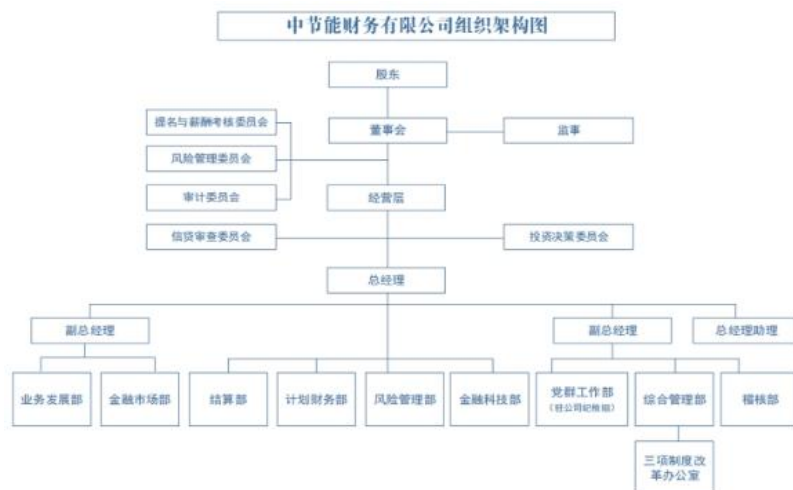 中节能财务有限公司组织架构图
股东
提名与薪酬考核委员会
董事会
监事
风险管理委员会
审计委员会
经营层
信贷审查委员会
投资决策委员会
总经理
副总经理
副总经理
总经理助理
业务发展部
金融市场部
结算部
计划财务部
风险管理部
金融科技部
党群工作部
（驻公司纪检组）
综合管理部
稽核部
三项制度改
革办公室